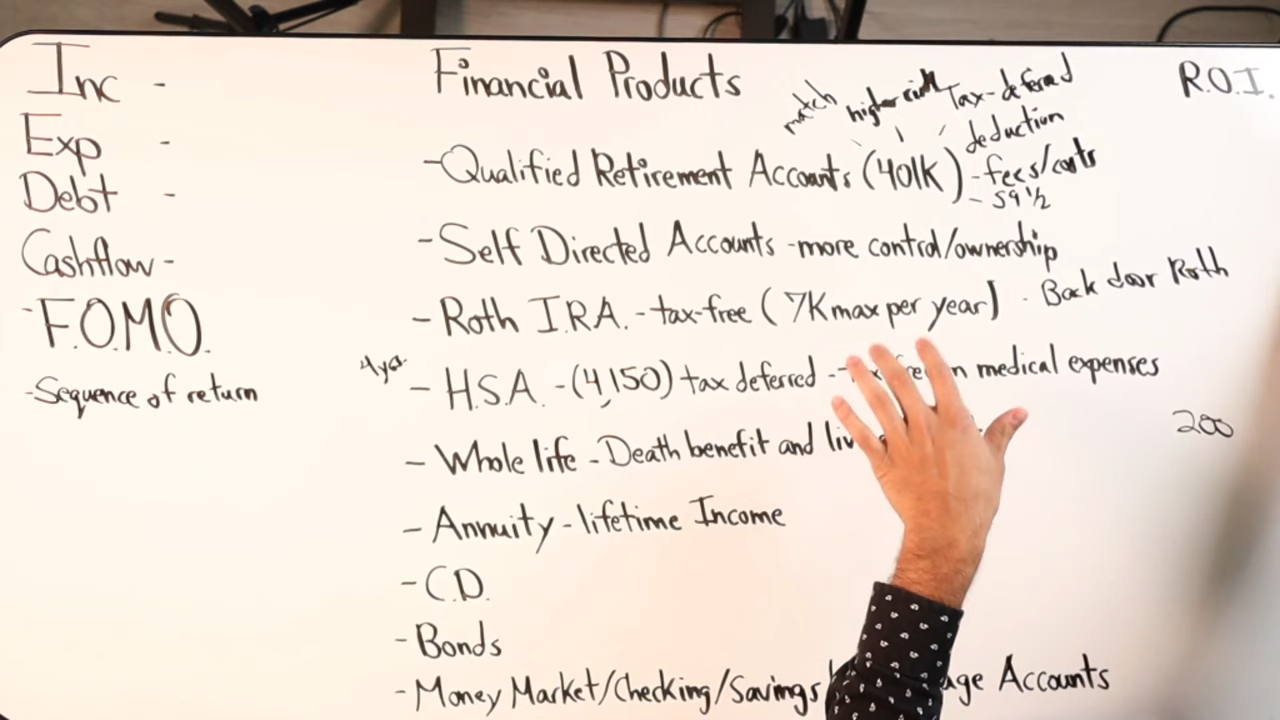 Inc -
Exp -
Debt -
Cashflow -
- F.O.M.O.
- Sequence of return
Financial Products
match higher risk Tax-deferred
deduction
- Qualified Retirement Accounts (401K) - fees/costs
- 59 1/2
- Self Directed Accounts - more control/ownership
- Roth I.R.A. - tax-free (7K max per year) - Back door Roth
- H.S.A. - (4,150) tax deferred - medical expenses
- Whole life - Death benefit and
- Annuity - lifetime Income
- C.D.
- Bonds
- Money Market/Checking/Savings Accounts
R.O.I.
200